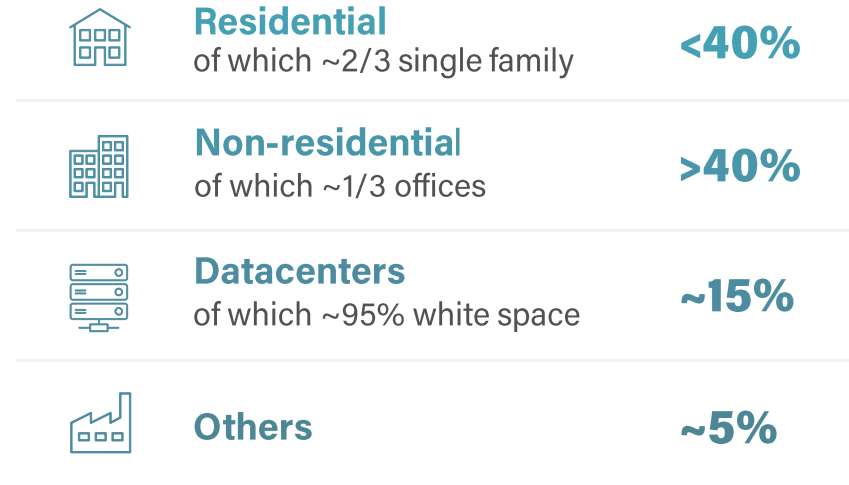 Residential
of which ~2/3 single family
<40%
Non-residential
of which ~1/3 offices
>40%
Datacenters
of which ~95% white space
~15%
Others
~5%